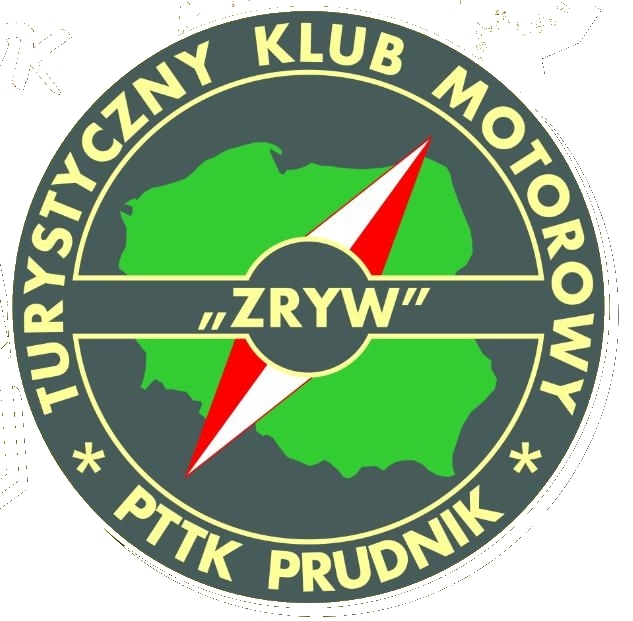 TURYSTYCZNY KLUB MOTOROWY
„ZRYW”
* PTTK PRUDNIK *